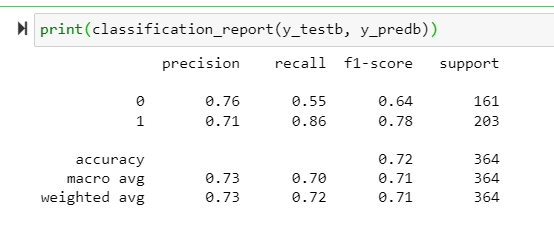 print(classification_report(y_testb, y_predb))
precision recall f1-score support
0 0.76 0.55 0.64 161
1 0.71 0.86 0.78 203
accuracy 0.72 364
macro avg 0.73 0.70 0.71 364
weighted avg 0.73 0.72 0.71 364